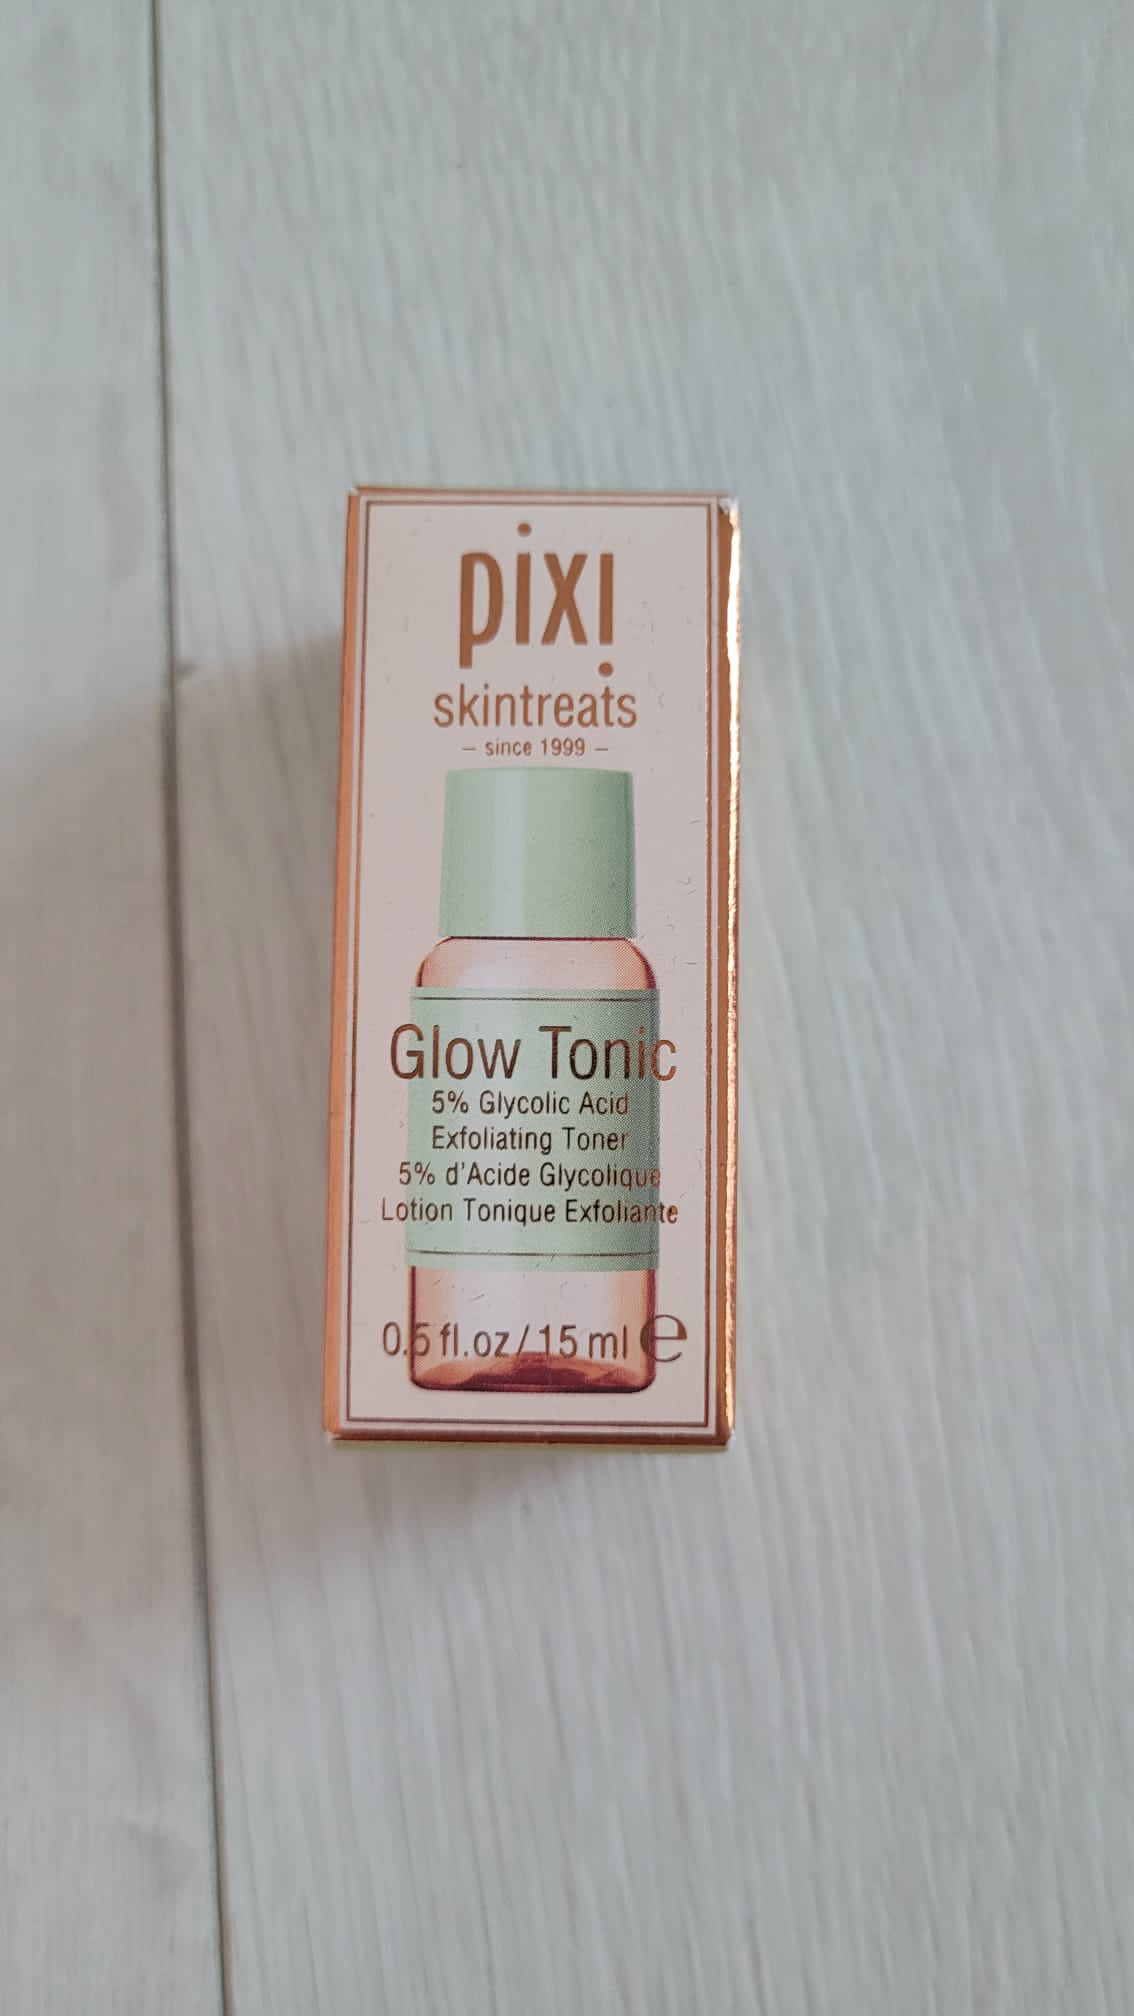 pixi
skintreats
– since 1999 –
Glow Tonic
5% Glycolic Acid
Exfoliating Toner
5% d'Acide Glycolique
Lotion Tonique Exfoliante
0.5 fl.oz/15 ml e